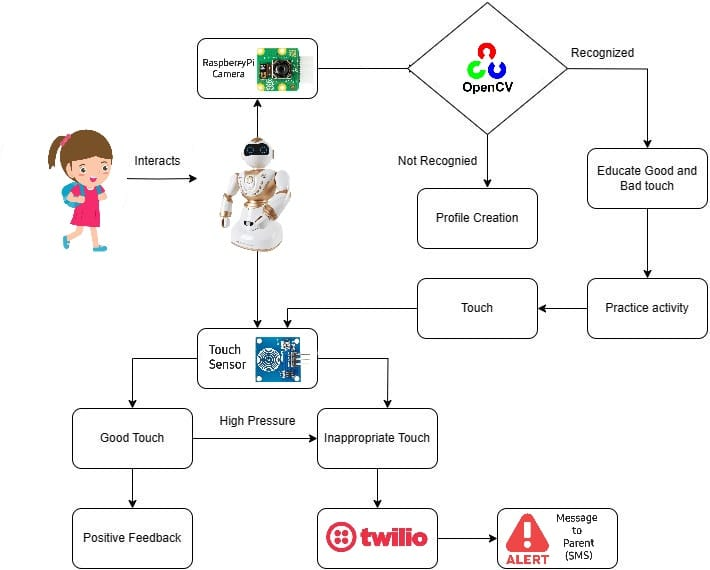 RaspberryPi
Camera
OpenCV
Recognized
Interacts
Not Recognied
Educate Good and
Bad touch
Profile Creation
Touch
Practice activity
Touch
Sensor
Good Touch
High Pressure
Inappropriate Touch
Positive Feedback
twilio
ALERT
Message
to
Parent
(SMS)